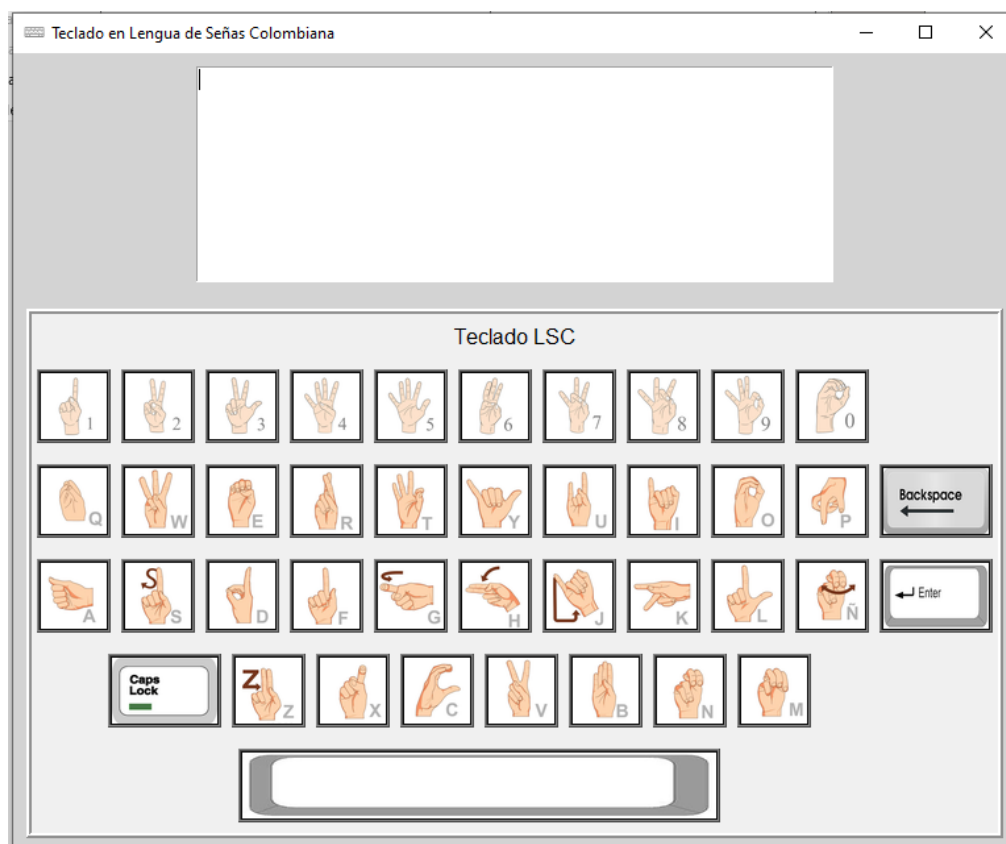 Teclado en Lengua de Señas Colombiana
Teclado LSC
1 2 3 4 5 6 7 8 9 0
Q W E R T Y U I O P Backspace
A S D F G H J K L Ñ Enter
Caps
Lock
Z Z X C V B N M